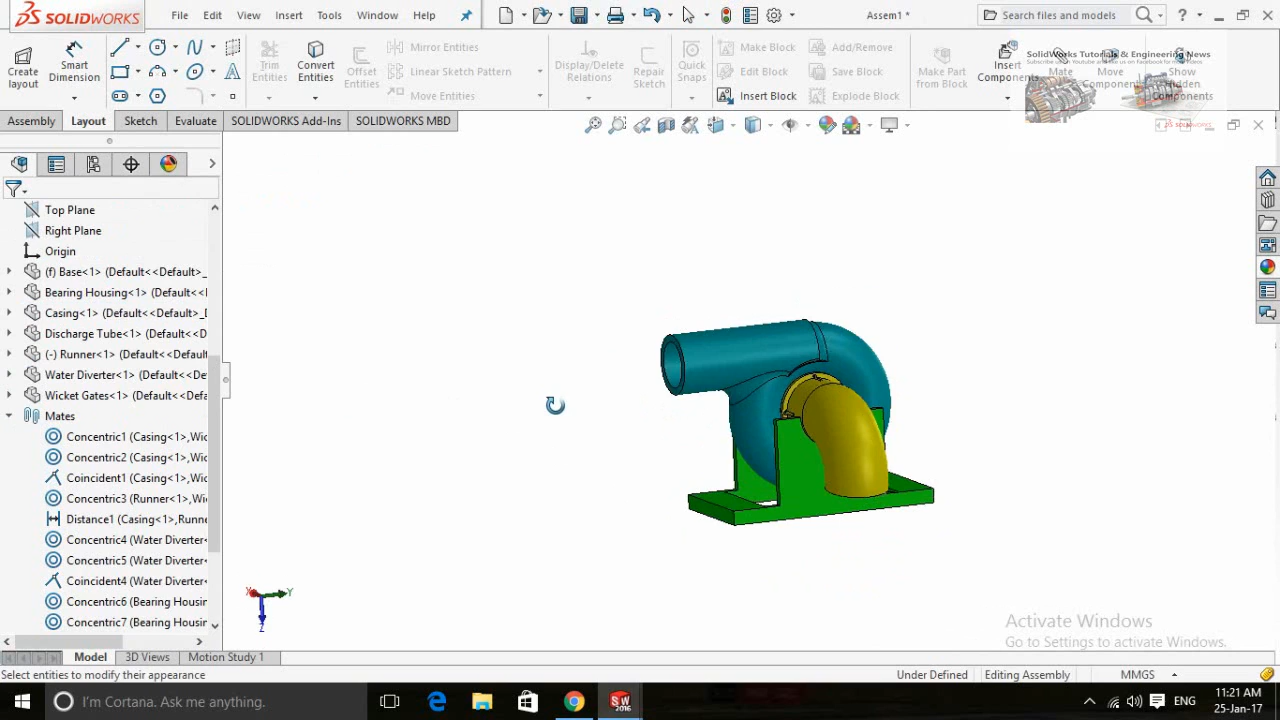 SOLIDWORKS
File Edit View Insert Tools Window Help
Assem1 *
Search files and models
Create layout
Smart Dimension
Trim Entities
Convert Entities
Offset Entities
Mirror Entities
Linear Sketch Pattern
Move Entities
Display/Delete Relations
Repair Sketch
Quick Snaps
Make Block
Edit Block
Insert Block
Add/Remove
Save Block
Explode Block
Make Part from Block
Insert Components
Mate
Move Component
Show Hidden Components
SolidWorks Tutorials & Engineering News
Assembly Layout Sketch Evaluate SOLIDWORKS Add-Ins SOLIDWORKS MBD
Top Plane
Right Plane
Origin
(f) Base<1> (Default<<Default>_
Bearing Housing<1> (Default<<
Casing<1> (Default<<Default>_D
Discharge Tube<1> (Default<<D
(-) Runner<1> (Default<<Default
Water Diverter<1> (Default<<De
Wicket Gates<1> (Default<<Def
Mates
Concentric1 (Casing<1>,Wic
Concentric2 (Casing<1>,Wic
Coincident1 (Casing<1>,Wic
Concentric3 (Runner<1>,Wic
Distance1 (Casing<1>,Runne
Concentric4 (Water Diverter<
Concentric5 (Water Diverter<
Coincident4 (Water Diverter<
Concentric6 (Bearing Housin
Concentric7 (Bearing Housin
X Y
Z
Activate Windows
Go to Settings to activate Windows.
Model 3D Views Motion Study 1
Select entities to modify their appearance
Under Defined Editing Assembly MMGS
I'm Cortana. Ask me anything.
SW
2016
ENG
11:21 AM
25-Jan-17